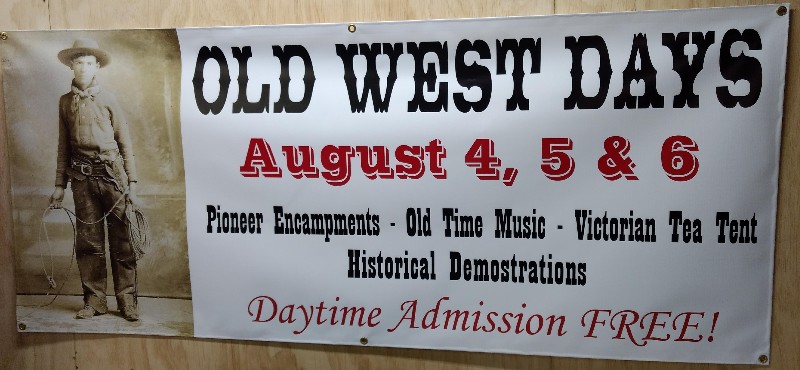 OLD WEST DAYS
August 4, 5 & 6
Pioneer Encampments - Old Time Music - Victorian Tea Tent
Historical Demostrations
Daytime Admission FREE!